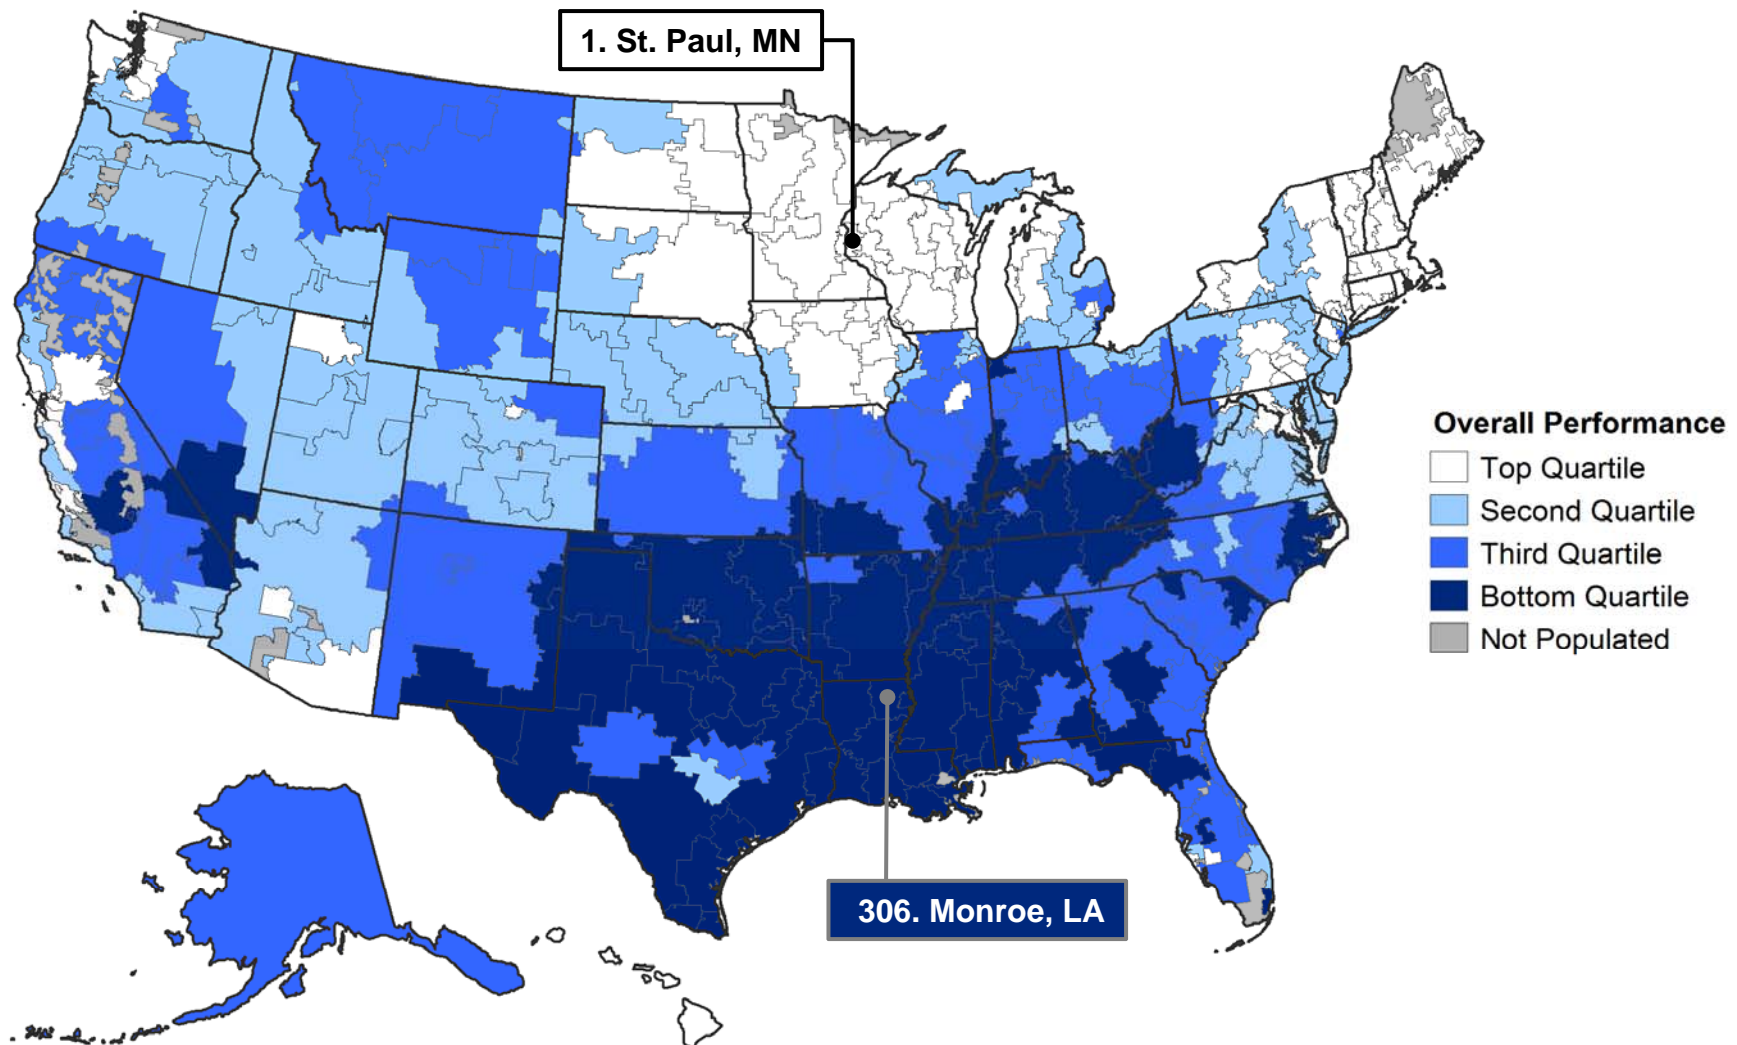 1. St. Paul, MN
Overall Performance
Top Quartile
Second Quartile
Third Quartile
Bottom Quartile
Not Populated
306. Monroe, LA